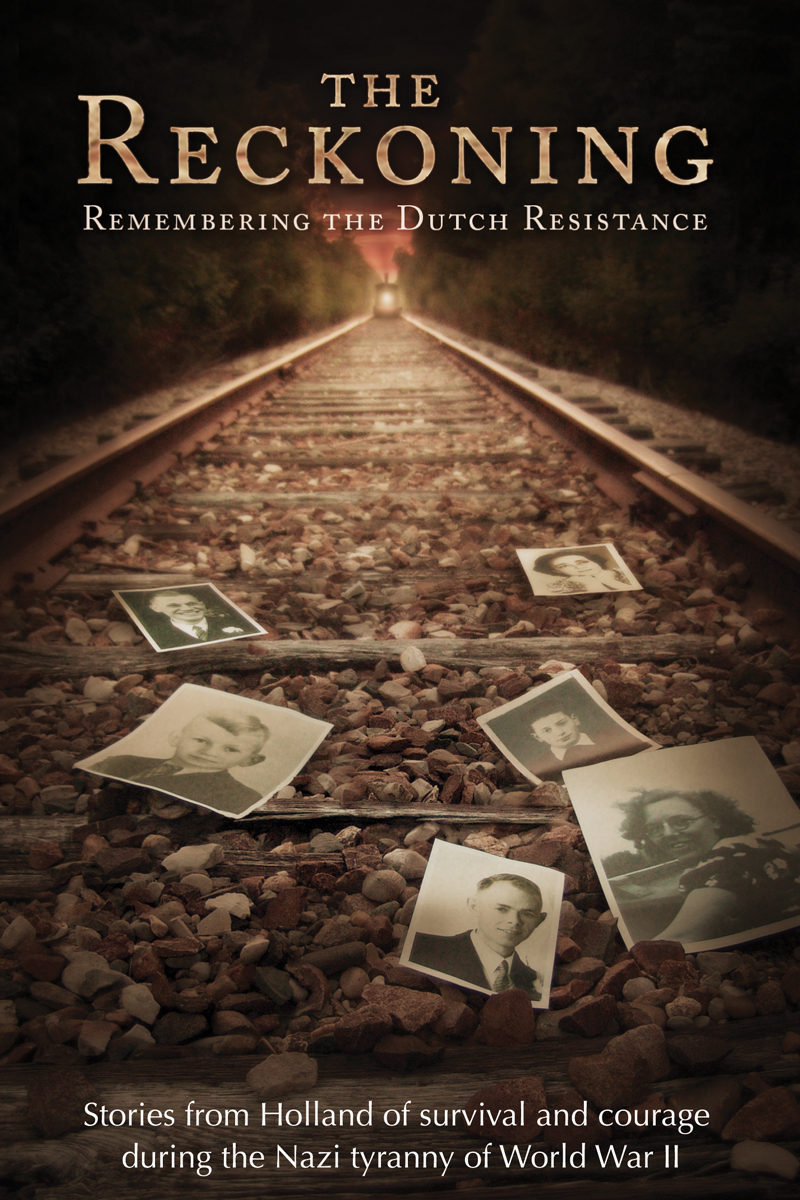 THE
RECKONING
REMEMBERING THE DUTCH RESISTANCE
Stories from Holland of survival and courage
during the Nazi tyranny of World War II